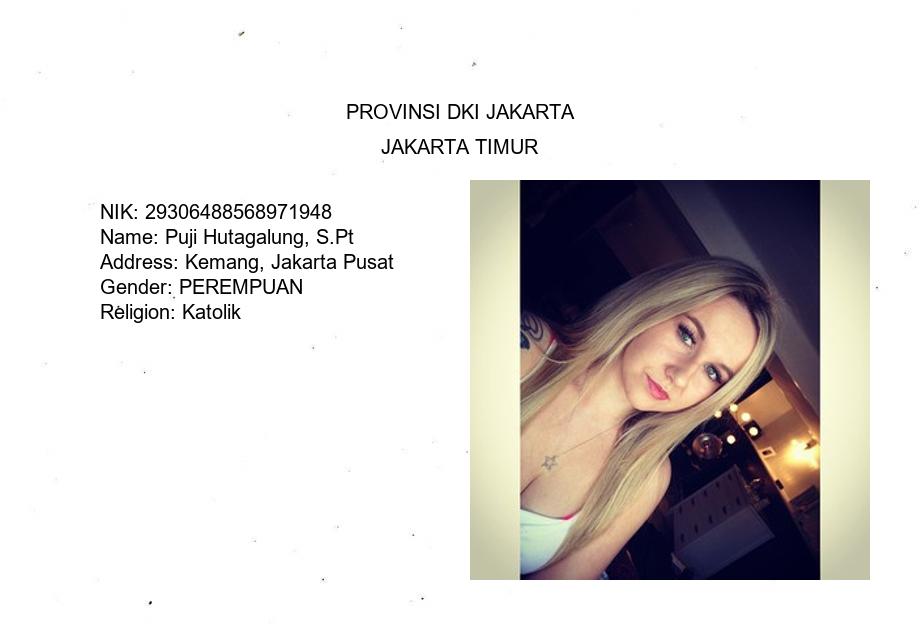 PROVINSI DKI JAKARTA
JAKARTA TIMUR
NIK: 29306488568971948
Name: Puji Hutagalung, S.Pt
Address: Kemang, Jakarta Pusat
Gender: PEREMPUAN
Religion: Katolik